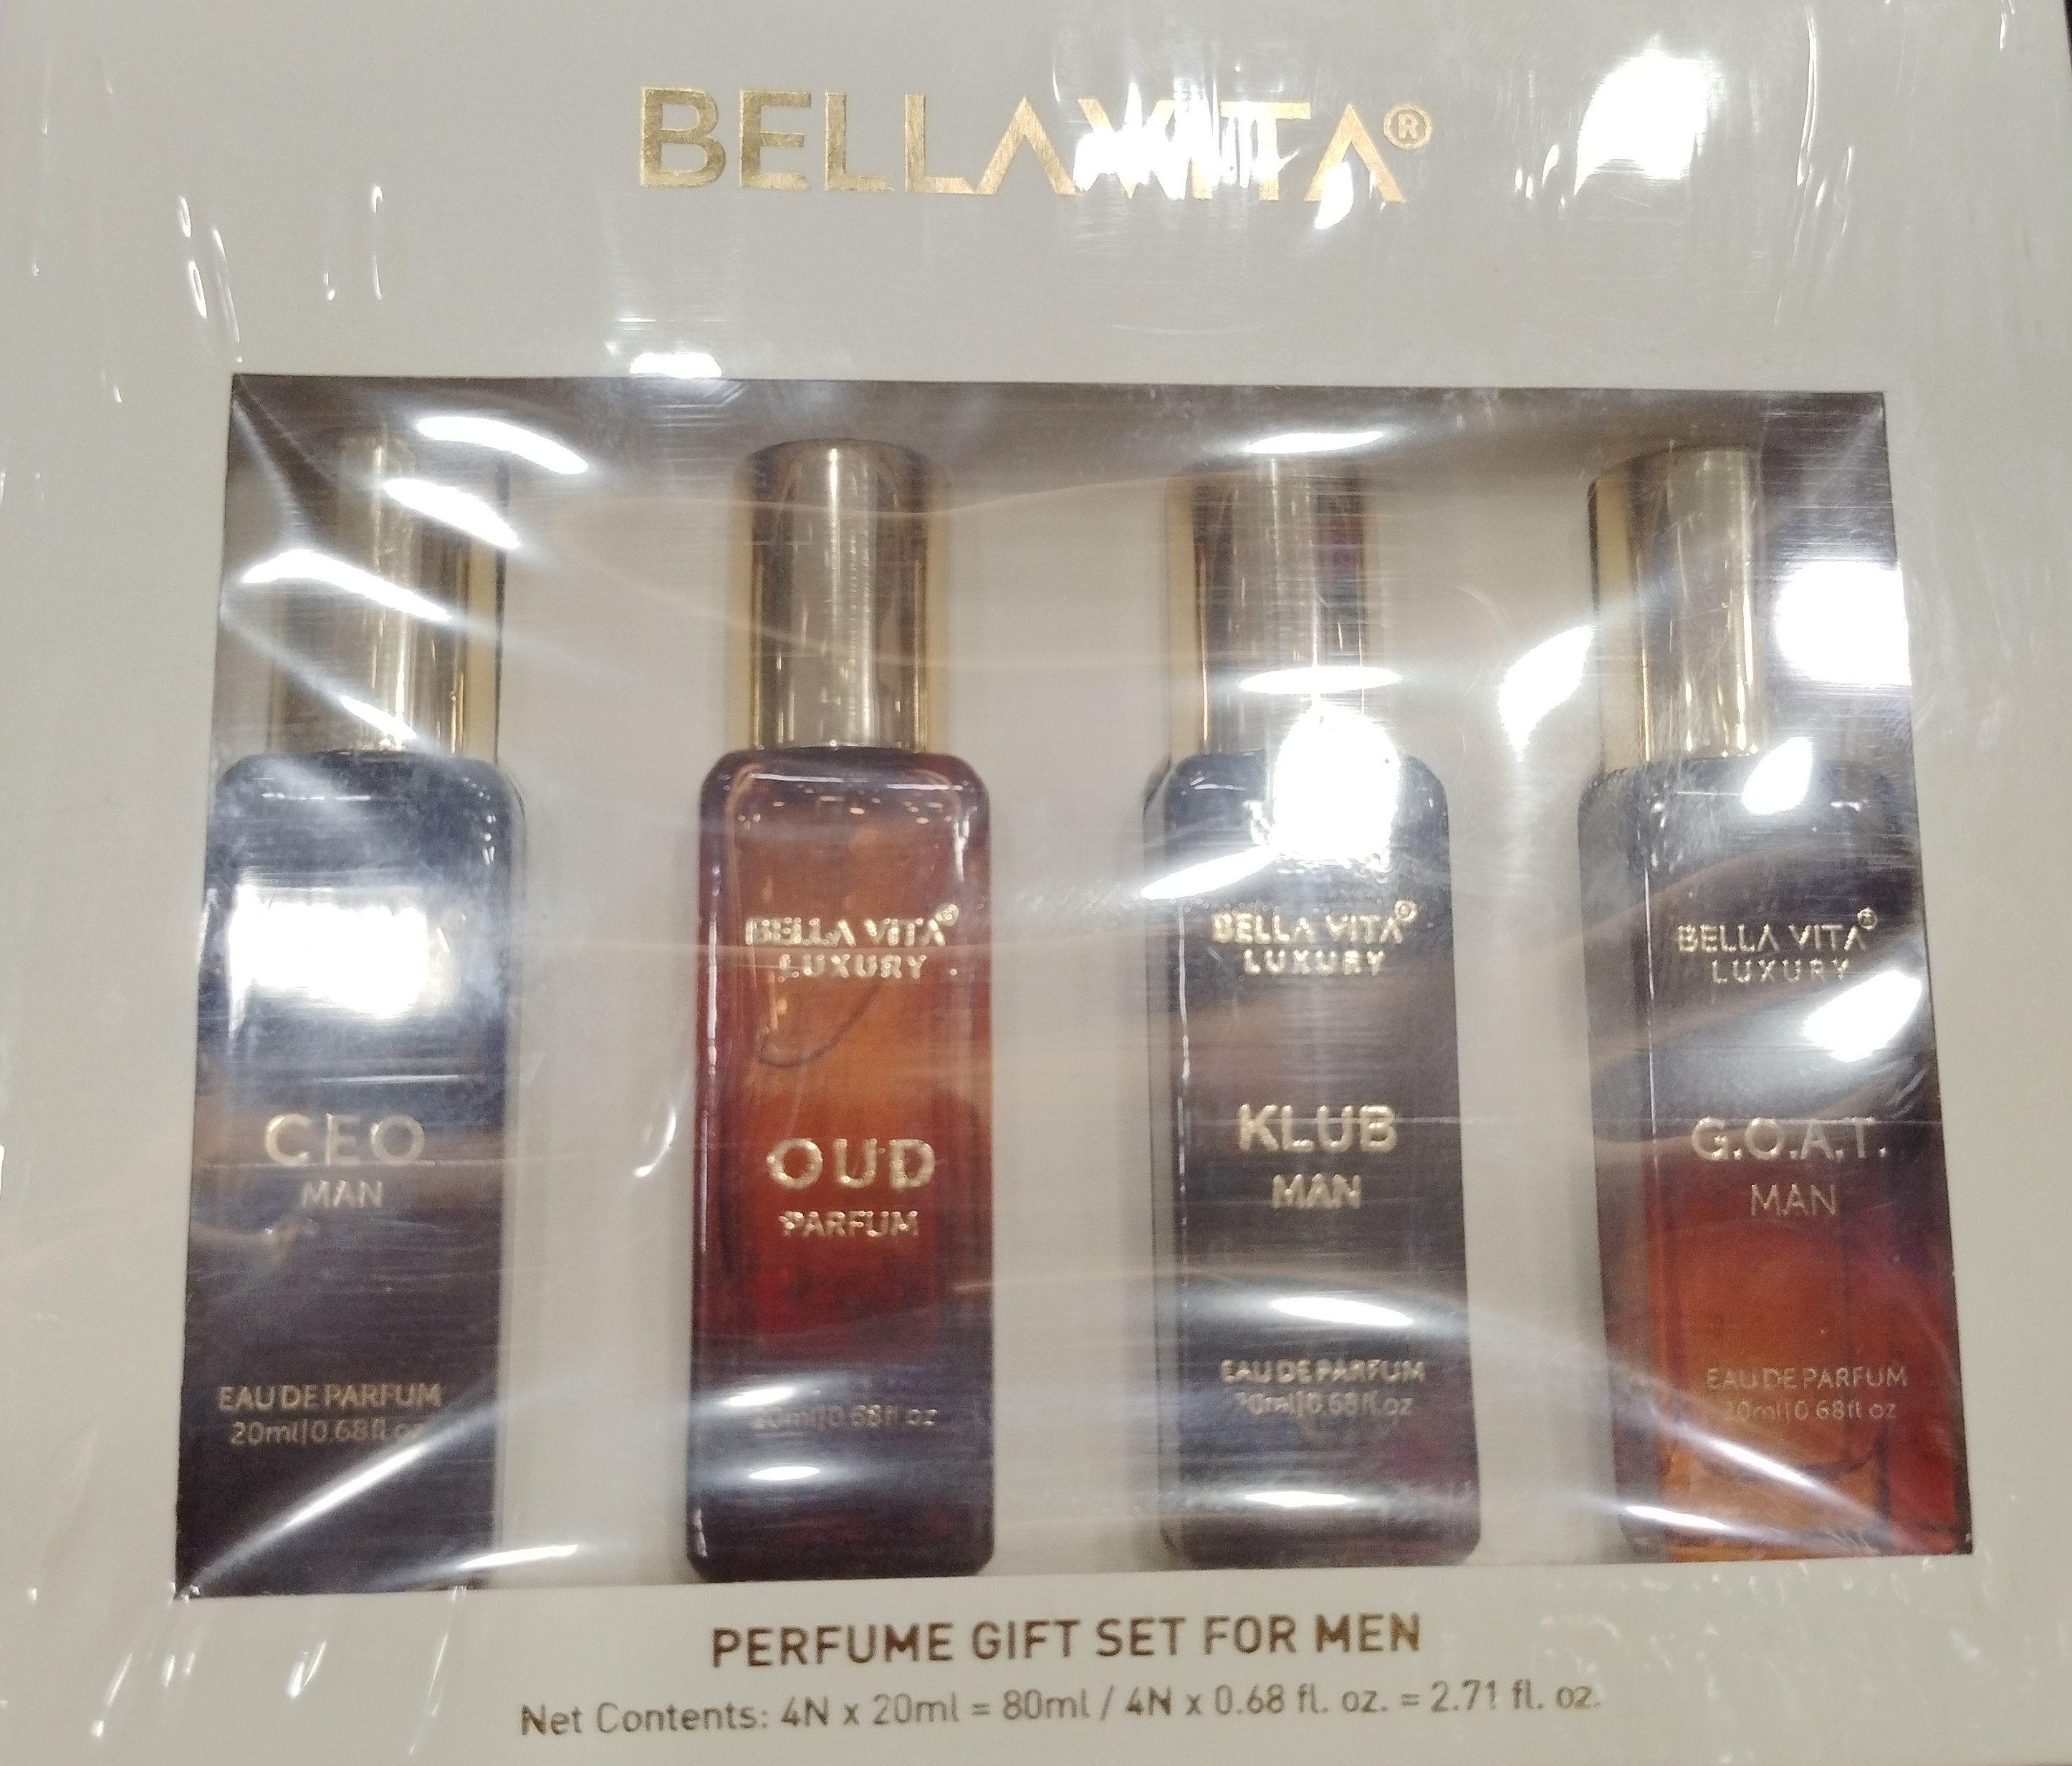 BELLAVITA®
CEO
MAN
EAU DE PARFUM
20ml|0.68fl oz
BELLA VITA®
LUXURY
OUD
PARFUM
20ml|0.68fl oz
BELLA VITA®
LUXURY
KLUB
MAN
EAU DE PARFUM
20ml|0.68fl oz
BELLA VITA®
LUXURY
G.O.A.T.
MAN
EAU DE PARFUM
20ml|0.68fl oz
PERFUME GIFT SET FOR MEN
Net Contents: 4N x 20ml = 80ml / 4N x 0.68 fl. oz. = 2.71 fl. oz.